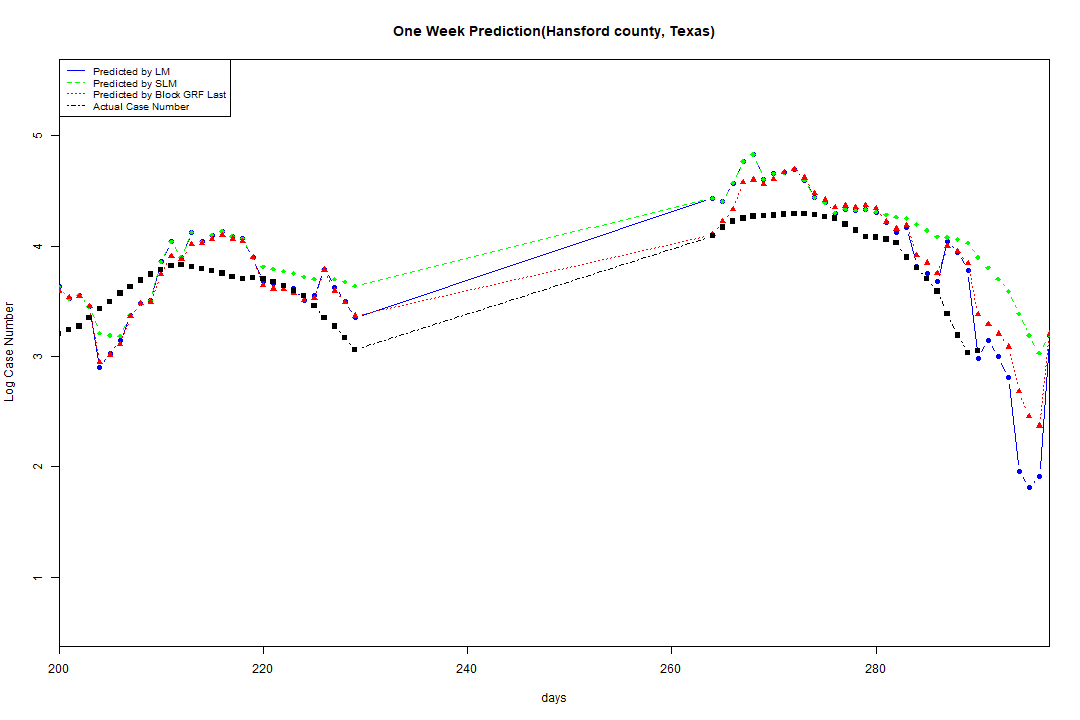 One Week Prediction(Hansford county, Texas)
Predicted by LM
Predicted by SLM
Predicted by Block GRF Last
Actual Case Number
5
4
3
2
1
Log Case Number
200 220 240 260 280
days